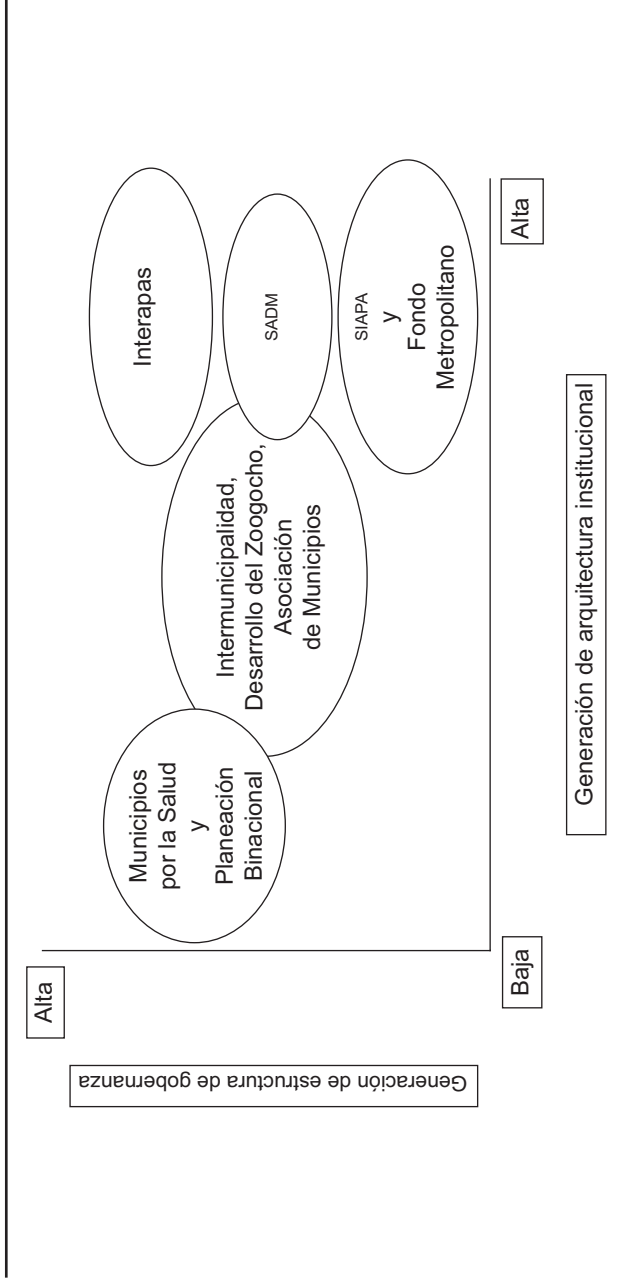 Generación de estructura de gobernanza
Alta
Municipios
por la Salud
y
Planeación
Binacional
Intermunicipalidad,
Desarrollo del Zoogocho,
Asociación
de Municipios
Interapas
SADM
SIAPA
y
Fondo
Metropolitano
Baja
Alta
Generación de arquitectura institucional